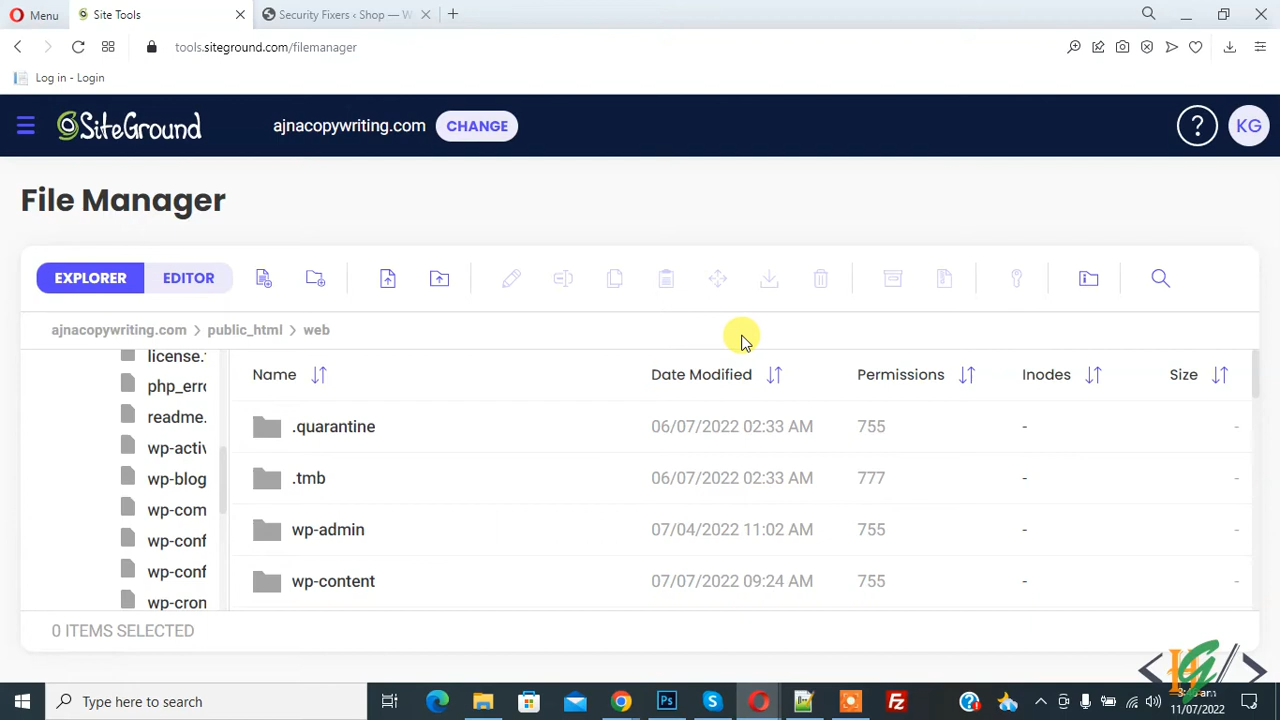 Menu
Site Tools
Security Fixers ‹ Shop — W
tools.siteground.com/filemanager
Log in - Login
SiteGround
ajnacopywriting.com
CHANGE
?
KG
File Manager
EXPLORER
EDITOR
ajnacopywriting.com > public_html > web
license.
php_erro
readme.
wp-activ
wp-blog
wp-com
wp-conf
wp-conf
wp-cron
Name
Date Modified
Permissions
Inodes
Size
.quarantine
06/07/2022 02:33 AM
755
-
-
.tmb
06/07/2022 02:33 AM
777
-
-
wp-admin
07/04/2022 11:02 AM
755
-
-
wp-content
07/07/2022 09:24 AM
755
-
-
0 ITEMS SELECTED
Type here to search
Ps
Fz
11/07/2022